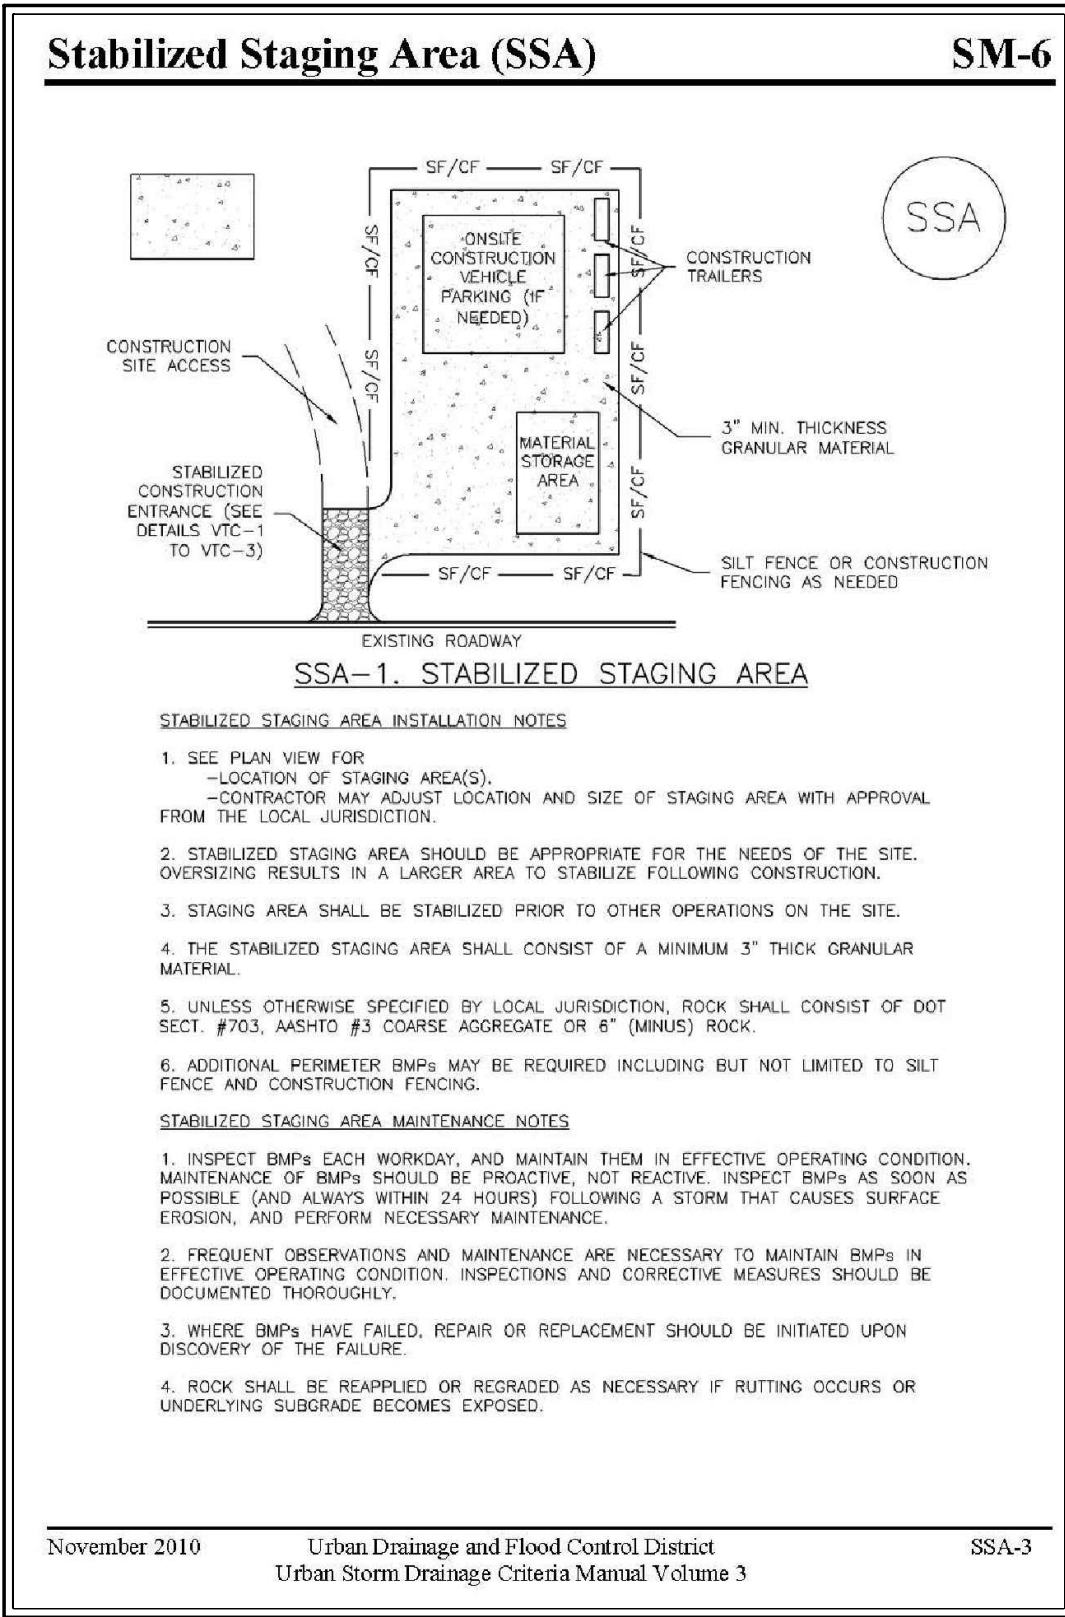 Stabilized Staging Area (SSA) SM-6
SF/CF SF/CF
SSA
SF/CF
SF/CF
ONSITE
CONSTRUCTION
VEHICLE
PARKING (IF
NEEDED)
CONSTRUCTION
TRAILERS
CONSTRUCTION
SITE ACCESS
SF/CF
SF/CF
3" MIN. THICKNESS
GRANULAR MATERIAL
MATERIAL
STORAGE
AREA
STABILIZED
CONSTRUCTION
ENTRANCE (SEE
DETAILS VTC-1
TO VTC-3)
SF/CF
SF/CF SF/CF
SILT FENCE OR CONSTRUCTION
FENCING AS NEEDED
EXISTING ROADWAY
SSA-1. STABILIZED STAGING AREA
STABILIZED STAGING AREA INSTALLATION NOTES
1. SEE PLAN VIEW FOR
-LOCATION OF STAGING AREA(S).
-CONTRACTOR MAY ADJUST LOCATION AND SIZE OF STAGING AREA WITH APPROVAL
FROM THE LOCAL JURISDICTION.
2. STABILIZED STAGING AREA SHOULD BE APPROPRIATE FOR THE NEEDS OF THE SITE.
OVERSIZING RESULTS IN A LARGER AREA TO STABILIZE FOLLOWING CONSTRUCTION.
3. STAGING AREA SHALL BE STABILIZED PRIOR TO OTHER OPERATIONS ON THE SITE.
4. THE STABILIZED STAGING AREA SHALL CONSIST OF A MINIMUM 3" THICK GRANULAR
MATERIAL.
5. UNLESS OTHERWISE SPECIFIED BY LOCAL JURISDICTION, ROCK SHALL CONSIST OF DOT
SECT. #703, AASHTO #3 COARSE AGGREGATE OR 6" (MINUS) ROCK.
6. ADDITIONAL PERIMETER BMPs MAY BE REQUIRED INCLUDING BUT NOT LIMITED TO SILT
FENCE AND CONSTRUCTION FENCING.
STABILIZED STAGING AREA MAINTENANCE NOTES
1. INSPECT BMPs EACH WORKDAY, AND MAINTAIN THEM IN EFFECTIVE OPERATING CONDITION.
MAINTENANCE OF BMPs SHOULD BE PROACTIVE, NOT REACTIVE. INSPECT BMPs AS SOON AS
POSSIBLE (AND ALWAYS WITHIN 24 HOURS) FOLLOWING A STORM THAT CAUSES SURFACE
EROSION, AND PERFORM NECESSARY MAINTENANCE.
2. FREQUENT OBSERVATIONS AND MAINTENANCE ARE NECESSARY TO MAINTAIN BMPs IN
EFFECTIVE OPERATING CONDITION. INSPECTIONS AND CORRECTIVE MEASURES SHOULD BE
DOCUMENTED THOROUGHLY.
3. WHERE BMPs HAVE FAILED, REPAIR OR REPLACEMENT SHOULD BE INITIATED UPON
DISCOVERY OF THE FAILURE.
4. ROCK SHALL BE REAPPLIED OR REGRADED AS NECESSARY IF RUTTING OCCURS OR
UNDERLYING SUBGRADE BECOMES EXPOSED.
November 2010 Urban Drainage and Flood Control District SSA-3
Urban Storm Drainage Criteria Manual Volume 3